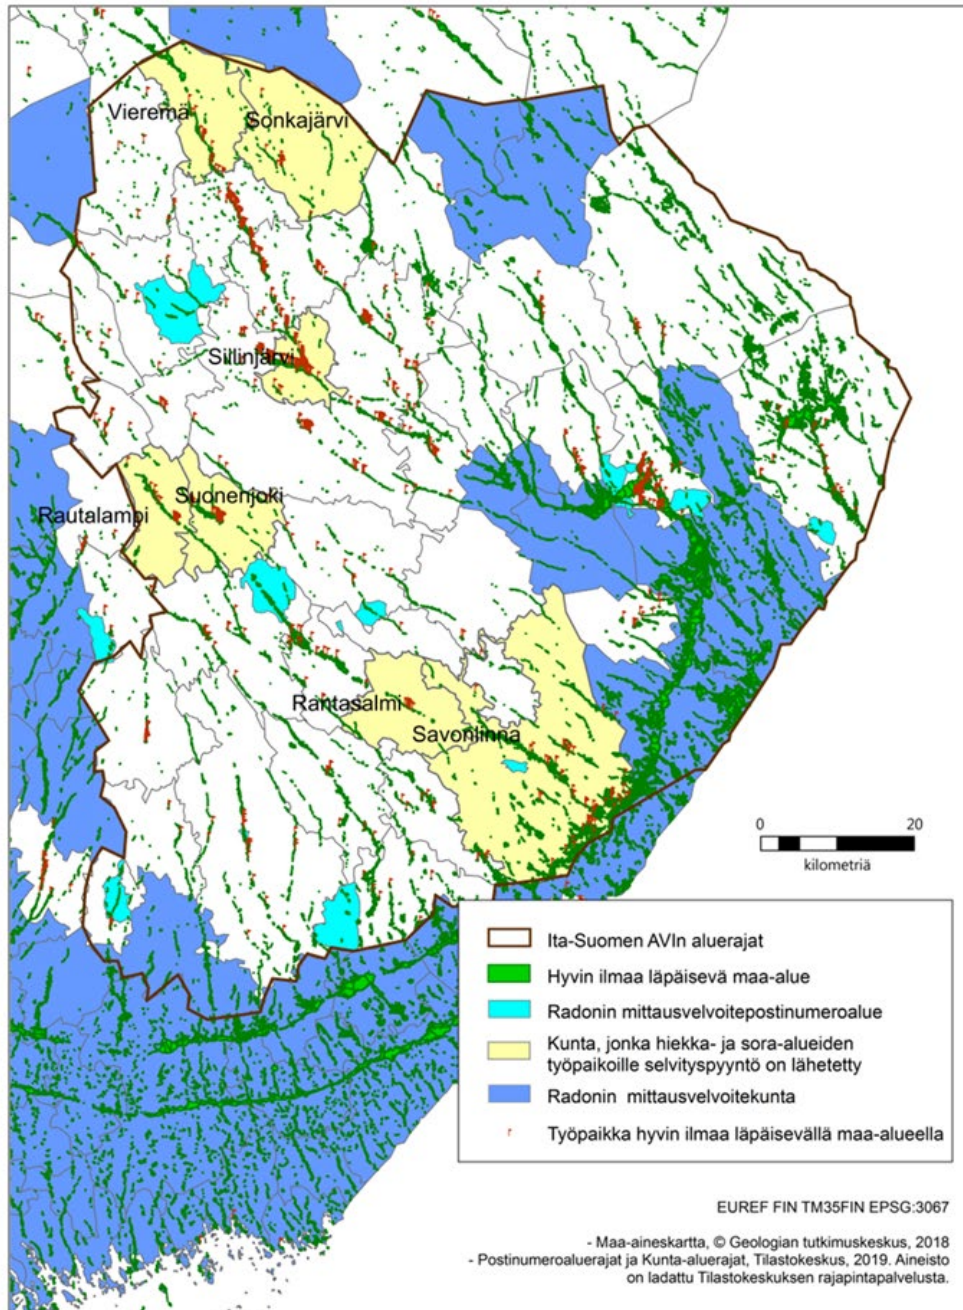 Vieremä
Sonkajärvi
Siilinjärvi
Suonenjoki
Rautalampi
Rantasalmi
Savonlinna
0 20
kilometriä
Ita-Suomen AVIn aluerajat
Hyvin ilmaa läpäisevä maa-alue
Radonin mittausvelvoitepostinumeroalue
Kunta, jonka hiekka- ja sora-alueiden
työpaikoille selvityspyyntö on lähetetty
Radonin mittausvelvoitekunta
Työpaikka hyvin ilmaa läpäisevällä maa-alueella
EUREF FIN TM35FIN EPSG:3067
- Maa-aineskartta, © Geologian tutkimuskeskus, 2018
- Postinumeroaluerajat ja Kunta-aluerajat, Tilastokeskus, 2019. Aineisto
on ladattu Tilastokeskuksen rajapintapalvelusta.